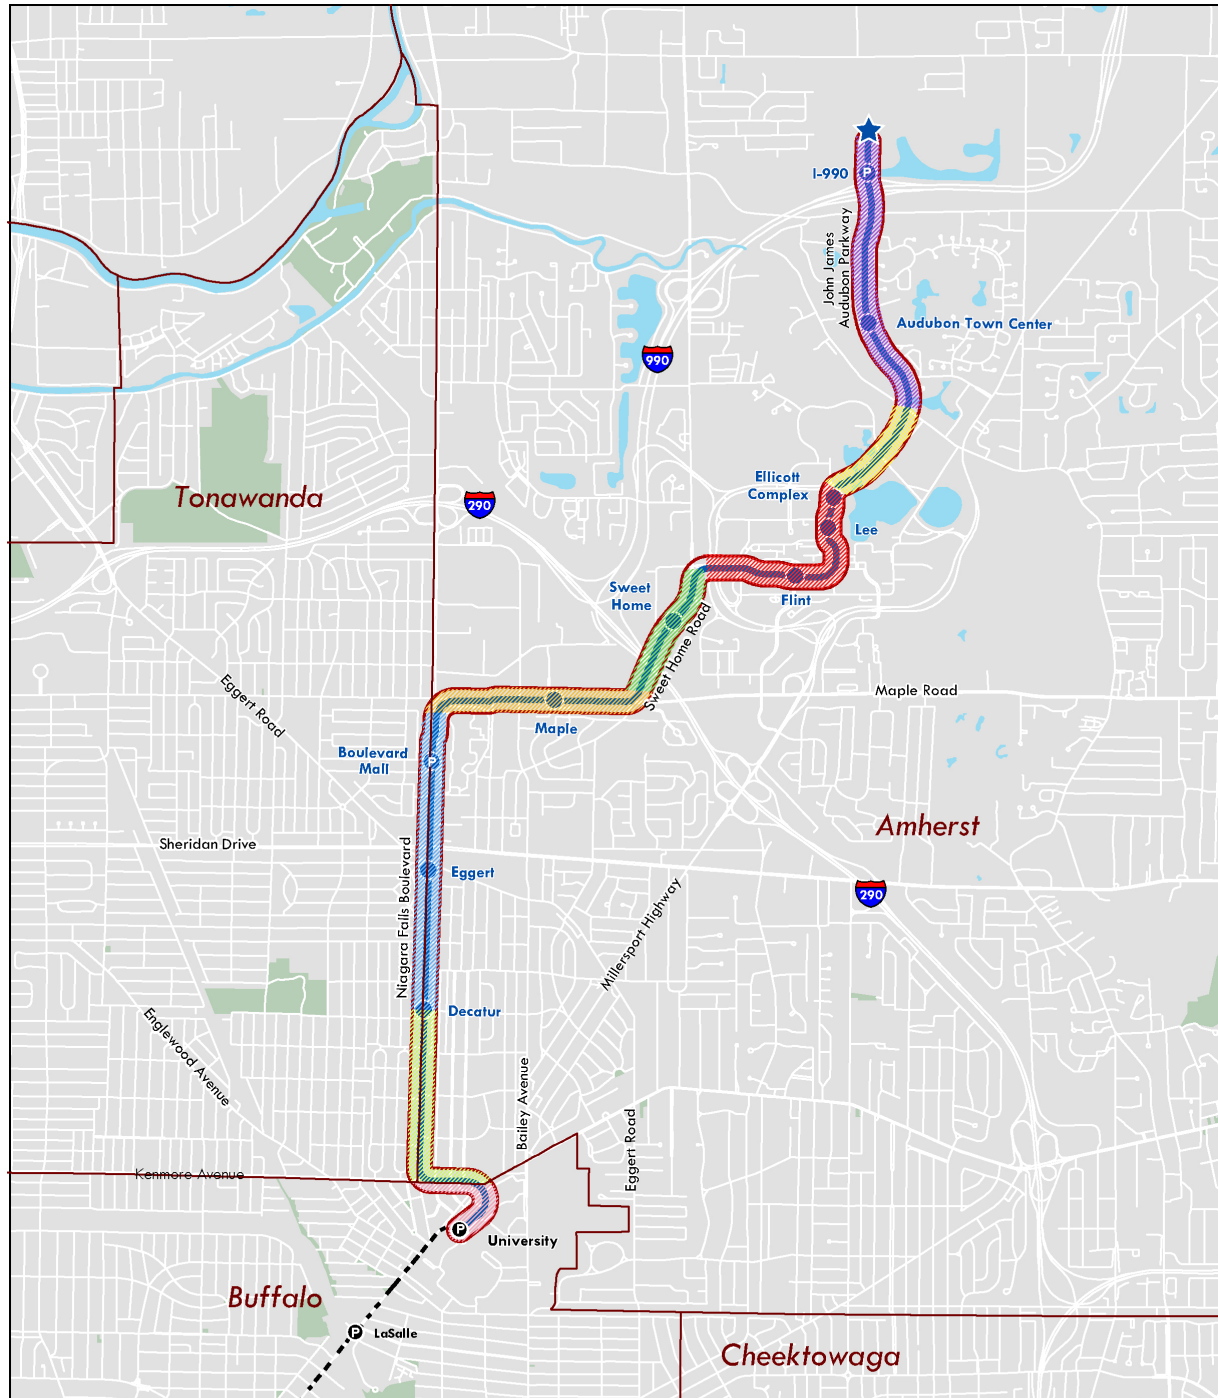 I-990
John James
Audubon Parkway
Audubon Town Center
990
Ellicott
Complex
Tonawanda
290
Lee
Sweet
Home
Flint
Sweet Home Road
Eggert Road
Maple Road
Maple
Boulevard
Mall
Amherst
Sheridan Drive
Niagara Falls Boulevard
Eggert
290
Millersport Highway
Decatur
Englewood Avenue
Bailey Avenue
Eggert Road
Kenmore Avenue
P
P
P
University
Buffalo
P
LaSalle
Cheektowaga